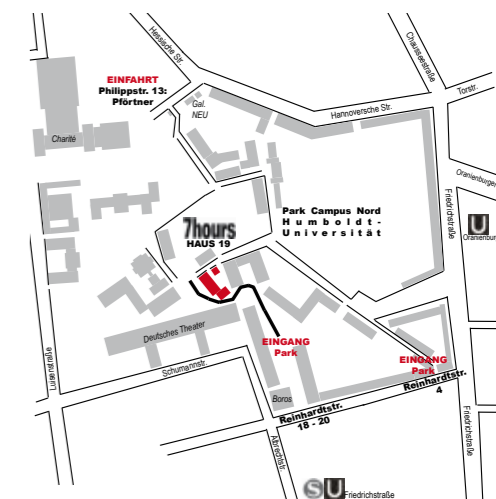 Hessische Str.
Chausseestraße
EINFAHRT
Philippstr. 13:
Pförtner
Torstr.
Gal.
NEU
Hannoversche Str.
Charité
Oranienburger
Friedrichstraße
7hours
HAUS 19
Park Campus Nord
Humboldt-
Universität
U
Oranienbur
Deutsches Theater
EINGANG
Park
EINGANG
Park
Schumannstr.
Luisenstraße
Reinhardtstr.
4
Boros
Reinhardtstr.
18 - 20
Albrechtstr.
Friedrichstraße
S U Friedrichstraße